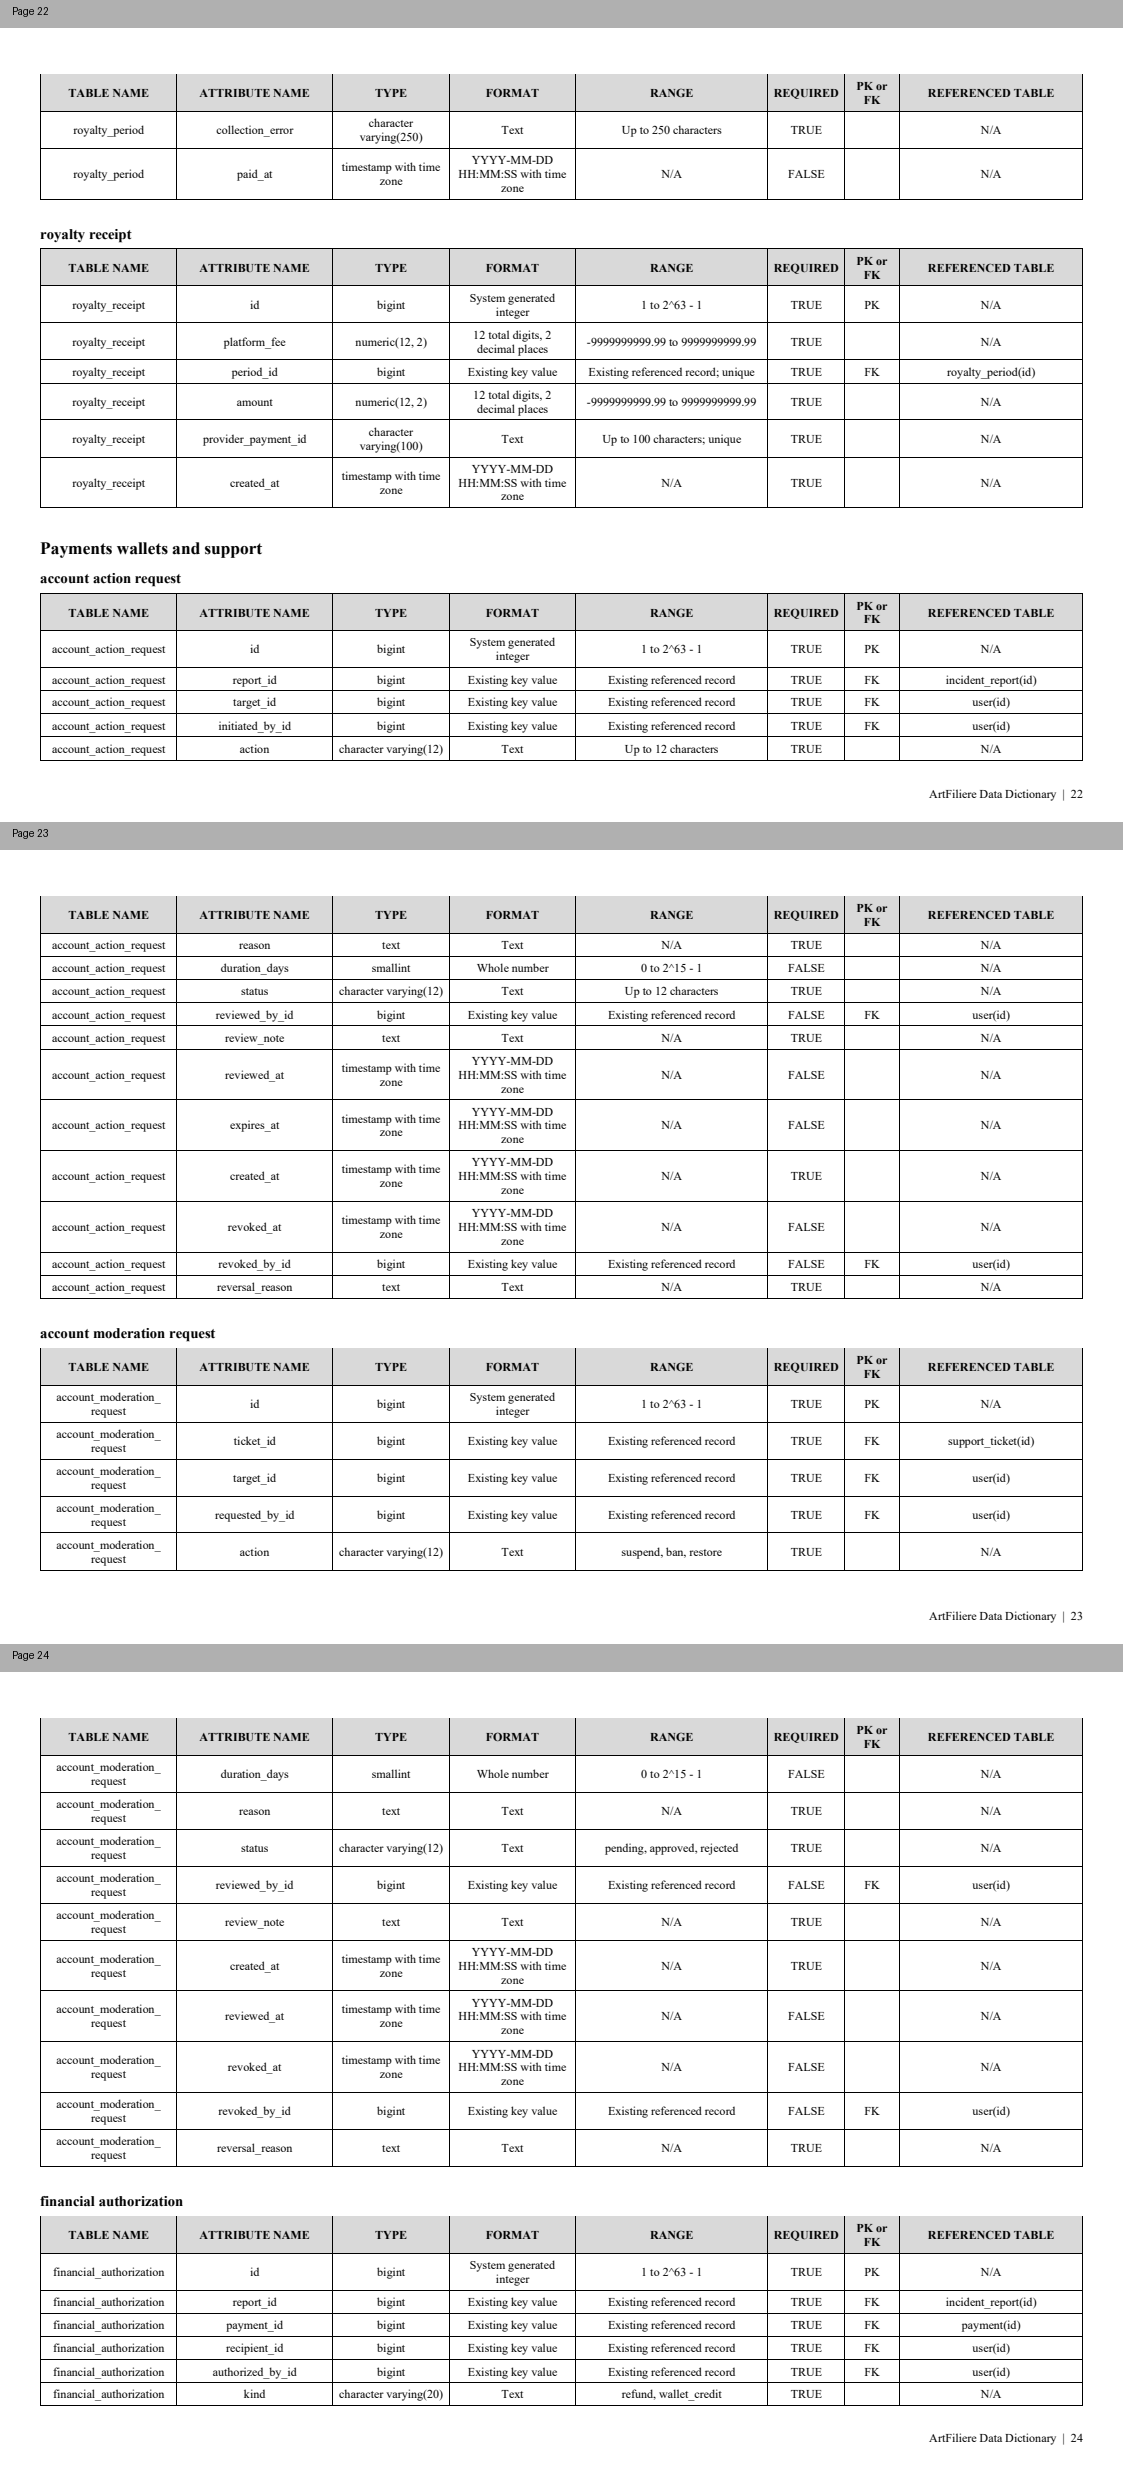 Page 22
TABLE NAME ATTRIBUTE NAME TYPE FORMAT RANGE REQUIRED PK or FK REFERENCED TABLE
royalty_period collection_error character varying(250) Text Up to 250 characters TRUE N/A
royalty_period paid_at timestamp with time zone YYYY-MM-DD HH:MM:SS with time zone N/A FALSE N/A
royalty receipt
TABLE NAME ATTRIBUTE NAME TYPE FORMAT RANGE REQUIRED PK or FK REFERENCED TABLE
royalty_receipt id bigint System generated integer 1 to 2^63 - 1 TRUE PK N/A
royalty_receipt platform_fee numeric(12, 2) 12 total digits, 2 decimal places -9999999999.99 to 9999999999.99 TRUE N/A
royalty_receipt period_id bigint Existing key value Existing referenced record; unique TRUE FK royalty_period(id)
royalty_receipt amount numeric(12, 2) 12 total digits, 2 decimal places -9999999999.99 to 9999999999.99 TRUE N/A
royalty_receipt provider_payment_id character varying(100) Text Up to 100 characters; unique TRUE N/A
royalty_receipt created_at timestamp with time zone YYYY-MM-DD HH:MM:SS with time zone N/A TRUE N/A
Payments wallets and support
account action request
TABLE NAME ATTRIBUTE NAME TYPE FORMAT RANGE REQUIRED PK or FK REFERENCED TABLE
account_action_request id bigint System generated integer 1 to 2^63 - 1 TRUE PK N/A
account_action_request report_id bigint Existing key value Existing referenced record TRUE FK incident_report(id)
account_action_request target_id bigint Existing key value Existing referenced record TRUE FK user(id)
account_action_request initiated_by_id bigint Existing key value Existing referenced record TRUE FK user(id)
account_action_request action character varying(12) Text Up to 12 characters TRUE N/A
ArtFiliere Data Dictionary | 22
Page 23
TABLE NAME ATTRIBUTE NAME TYPE FORMAT RANGE REQUIRED PK or FK REFERENCED TABLE
account_action_request reason text Text N/A TRUE N/A
account_action_request duration_days smallint Whole number 0 to 2^15 - 1 FALSE N/A
account_action_request status character varying(12) Text Up to 12 characters TRUE N/A
account_action_request reviewed_by_id bigint Existing key value Existing referenced record FALSE FK user(id)
account_action_request review_note text Text N/A TRUE N/A
account_action_request reviewed_at timestamp with time zone YYYY-MM-DD HH:MM:SS with time zone N/A FALSE N/A
account_action_request expires_at timestamp with time zone YYYY-MM-DD HH:MM:SS with time zone N/A FALSE N/A
account_action_request created_at timestamp with time zone YYYY-MM-DD HH:MM:SS with time zone N/A TRUE N/A
account_action_request revoked_at timestamp with time zone YYYY-MM-DD HH:MM:SS with time zone N/A FALSE N/A
account_action_request revoked_by_id bigint Existing key value Existing referenced record FALSE FK user(id)
account_action_request reversal_reason text Text N/A TRUE N/A
account moderation request
TABLE NAME ATTRIBUTE NAME TYPE FORMAT RANGE REQUIRED PK or FK REFERENCED TABLE
account_moderation_request id bigint System generated integer 1 to 2^63 - 1 TRUE PK N/A
account_moderation_request ticket_id bigint Existing key value Existing referenced record TRUE FK support_ticket(id)
account_moderation_request target_id bigint Existing key value Existing referenced record TRUE FK user(id)
account_moderation_request requested_by_id bigint Existing key value Existing referenced record TRUE FK user(id)
account_moderation_request action character varying(12) Text suspend, ban, restore TRUE N/A
ArtFiliere Data Dictionary | 23
Page 24
TABLE NAME ATTRIBUTE NAME TYPE FORMAT RANGE REQUIRED PK or FK REFERENCED TABLE
account_moderation_request duration_days smallint Whole number 0 to 2^15 - 1 FALSE N/A
account_moderation_request reason text Text N/A TRUE N/A
account_moderation_request status character varying(12) Text pending, approved, rejected TRUE N/A
account_moderation_request reviewed_by_id bigint Existing key value Existing referenced record FALSE FK user(id)
account_moderation_request review_note text Text N/A TRUE N/A
account_moderation_request created_at timestamp with time zone YYYY-MM-DD HH:MM:SS with time zone N/A TRUE N/A
account_moderation_request reviewed_at timestamp with time zone YYYY-MM-DD HH:MM:SS with time zone N/A FALSE N/A
account_moderation_request revoked_at timestamp with time zone YYYY-MM-DD HH:MM:SS with time zone N/A FALSE N/A
account_moderation_request revoked_by_id bigint Existing key value Existing referenced record FALSE FK user(id)
account_moderation_request reversal_reason text Text N/A TRUE N/A
financial authorization
TABLE NAME ATTRIBUTE NAME TYPE FORMAT RANGE REQUIRED PK or FK REFERENCED TABLE
financial_authorization id bigint System generated integer 1 to 2^63 - 1 TRUE PK N/A
financial_authorization report_id bigint Existing key value Existing referenced record TRUE FK incident_report(id)
financial_authorization payment_id bigint Existing key value Existing referenced record TRUE FK payment(id)
financial_authorization recipient_id bigint Existing key value Existing referenced record TRUE FK user(id)
financial_authorization authorized_by_id bigint Existing key value Existing referenced record TRUE FK user(id)
financial_authorization kind character varying(20) Text refund, wallet_credit TRUE N/A
ArtFiliere Data Dictionary | 24